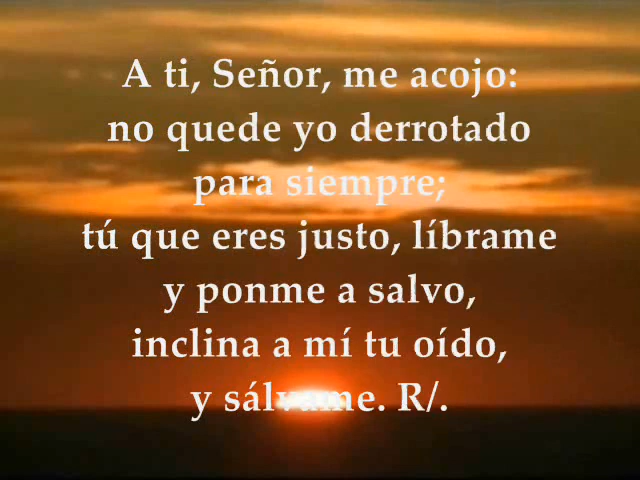 A ti, Señor, me acojo:
no quede yo derrotado
para siempre;
tú que eres justo, líbrame
y ponme a salvo,
inclina a mí tu oído,
y sálvame. R/.